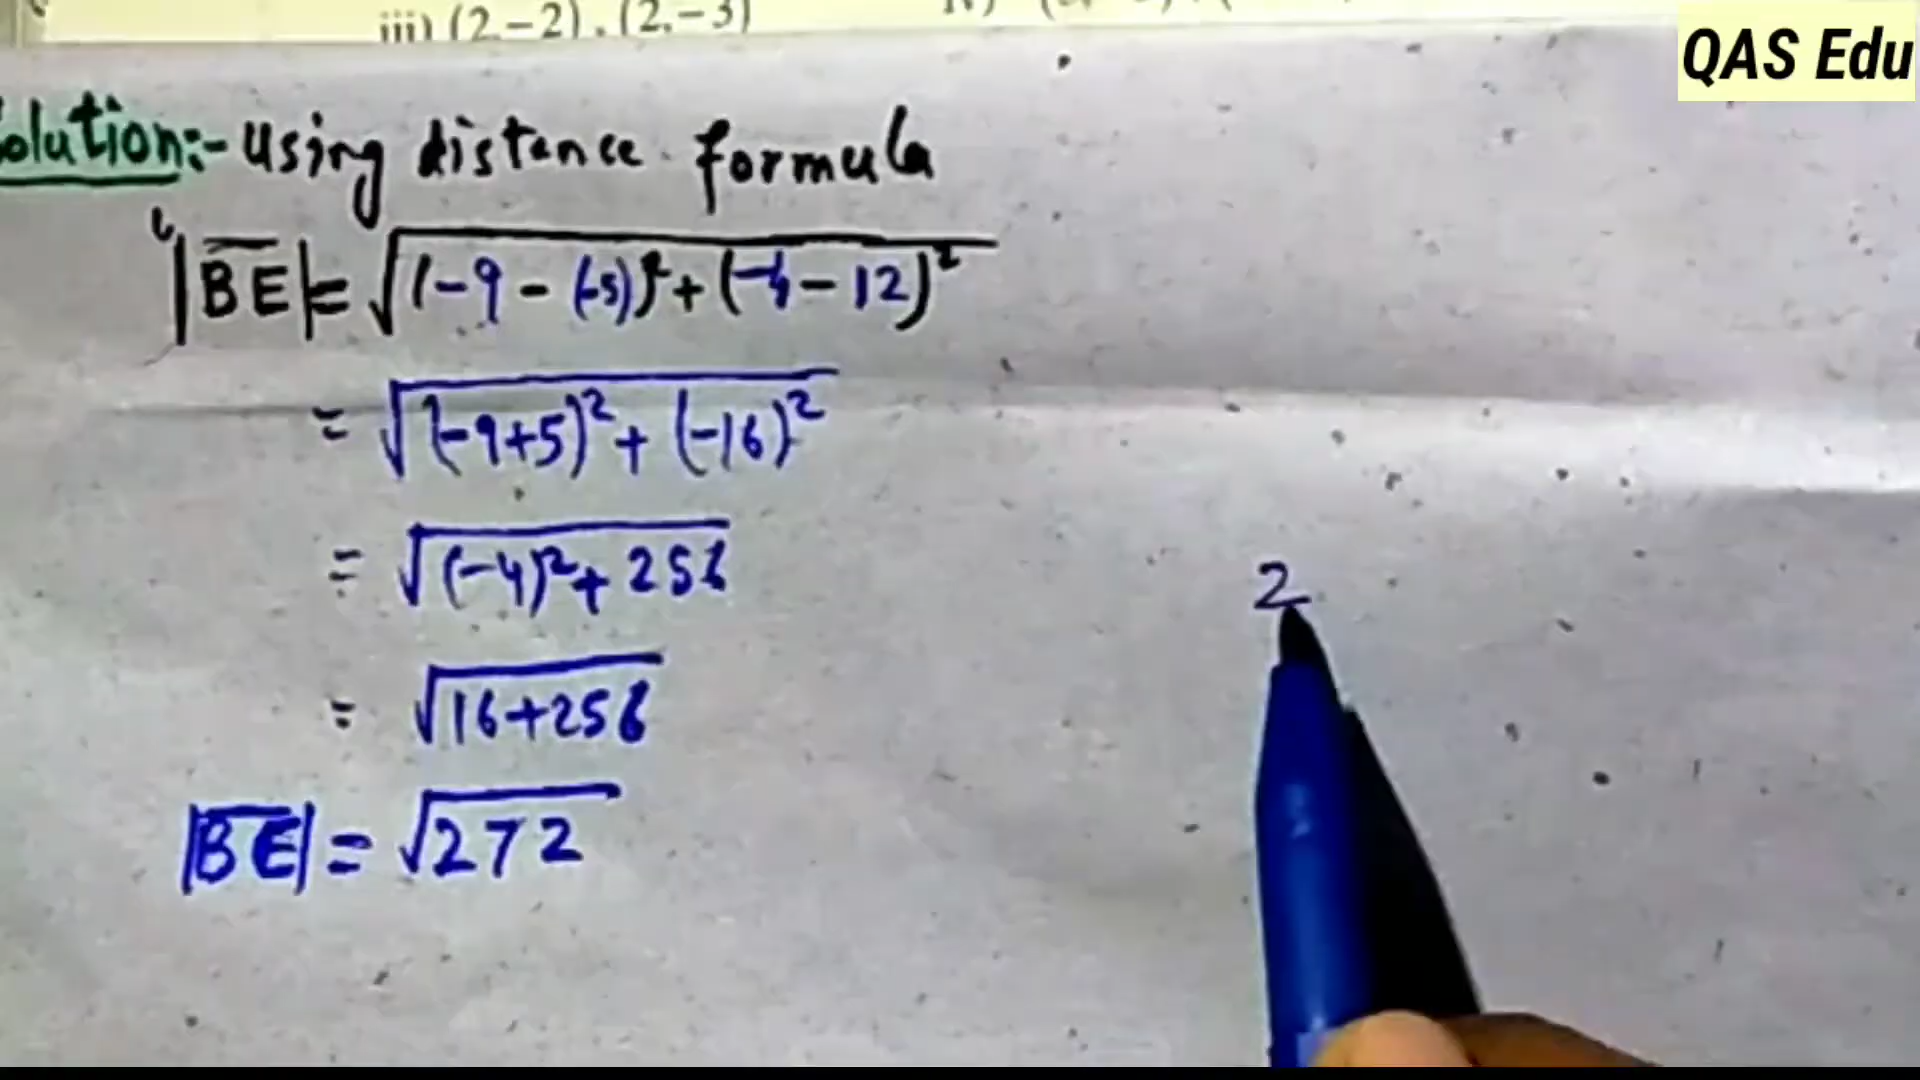 iii) (2,-2), (2,-3)
QAS Edu
Solution:- using distance formula
|BE|= √(-9 - (-5))²+(-4-12)²
= √(-9+5)²+ (-16)²
= √(-4)²+ 256
2
= √16+256
|BE| = √272